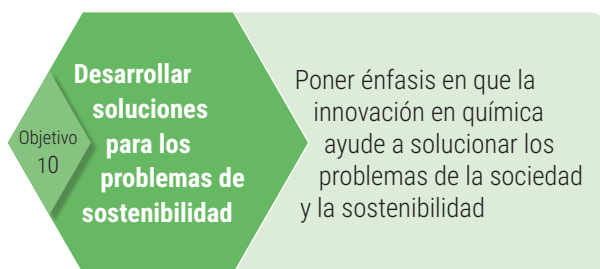 Objetivo
10
Desarrollar
soluciones
para los
problemas de
sostenibilidad
Poner énfasis en que la
innovación en química
ayude a solucionar los
problemas de la sociedad
y la sostenibilidad